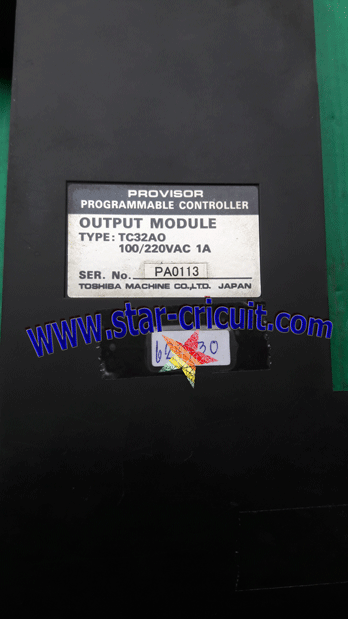 PROVISOR
PROGRAMMABLE CONTROLLER
OUTPUT MODULE
TYPE: TC32AO
100/220VAC 1A
SER. No. PA0113
TOSHIBA MACHINE CO.,LTD. JAPAN
www.star-cricuit.com